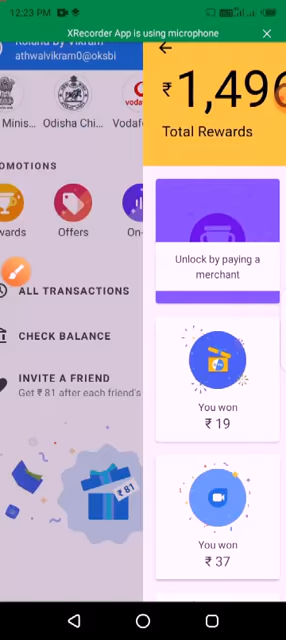 12:23 PM
XRecorder App is using microphone
athwalvikram0@oksbi
Minis... Odisha Chi... Vodaf
OMOTIONS
wards Offers On-
ALL TRANSACTIONS
CHECK BALANCE
INVITE A FRIEND
Get ₹ 81 after each friend's
₹ 81
₹ 1,496
Total Rewards
Unlock by paying a
merchant
You won
₹ 19
You won
₹ 37